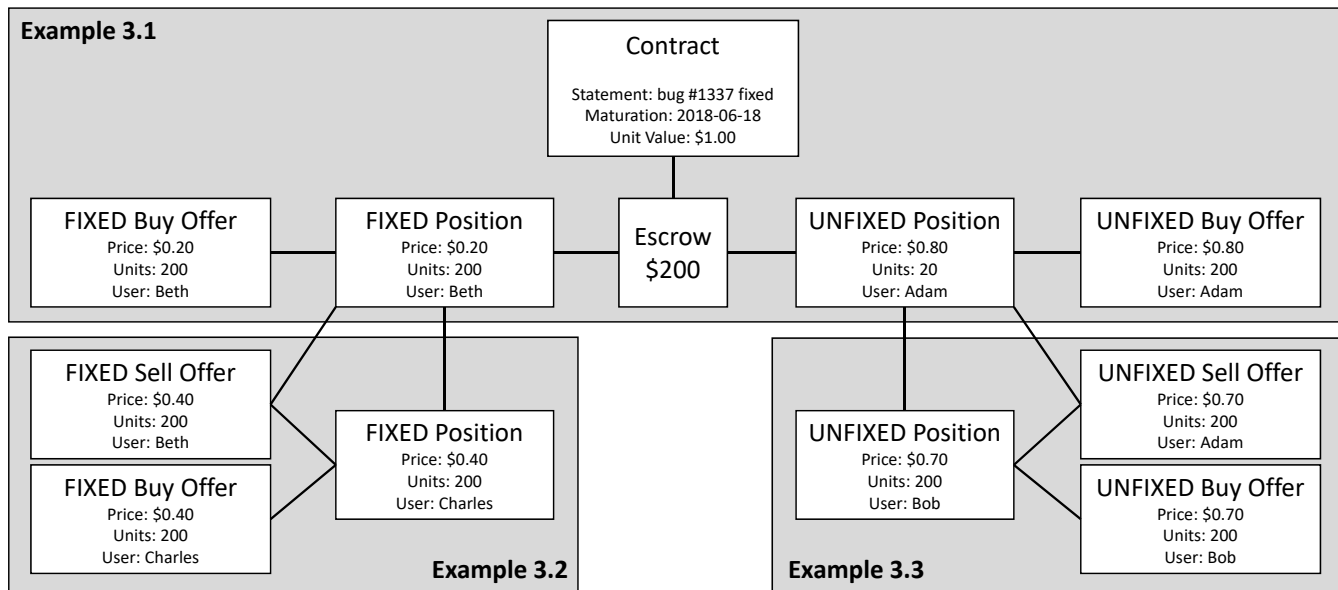 Example 3.1
Contract
Statement: bug #1337 fixed
Maturation: 2018-06-18
Unit Value: $1.00
FIXED Buy Offer
Price: $0.20
Units: 200
User: Beth
FIXED Position
Price: $0.20
Units: 200
User: Beth
Escrow
$200
UNFIXED Position
Price: $0.80
Units: 20
User: Adam
UNFIXED Buy Offer
Price: $0.80
Units: 200
User: Adam
FIXED Sell Offer
Price: $0.40
Units: 200
User: Beth
FIXED Buy Offer
Price: $0.40
Units: 200
User: Charles
FIXED Position
Price: $0.40
Units: 200
User: Charles
Example 3.2
UNFIXED Position
Price: $0.70
Units: 200
User: Bob
UNFIXED Sell Offer
Price: $0.70
Units: 200
User: Adam
UNFIXED Buy Offer
Price: $0.70
Units: 200
User: Bob
Example 3.3